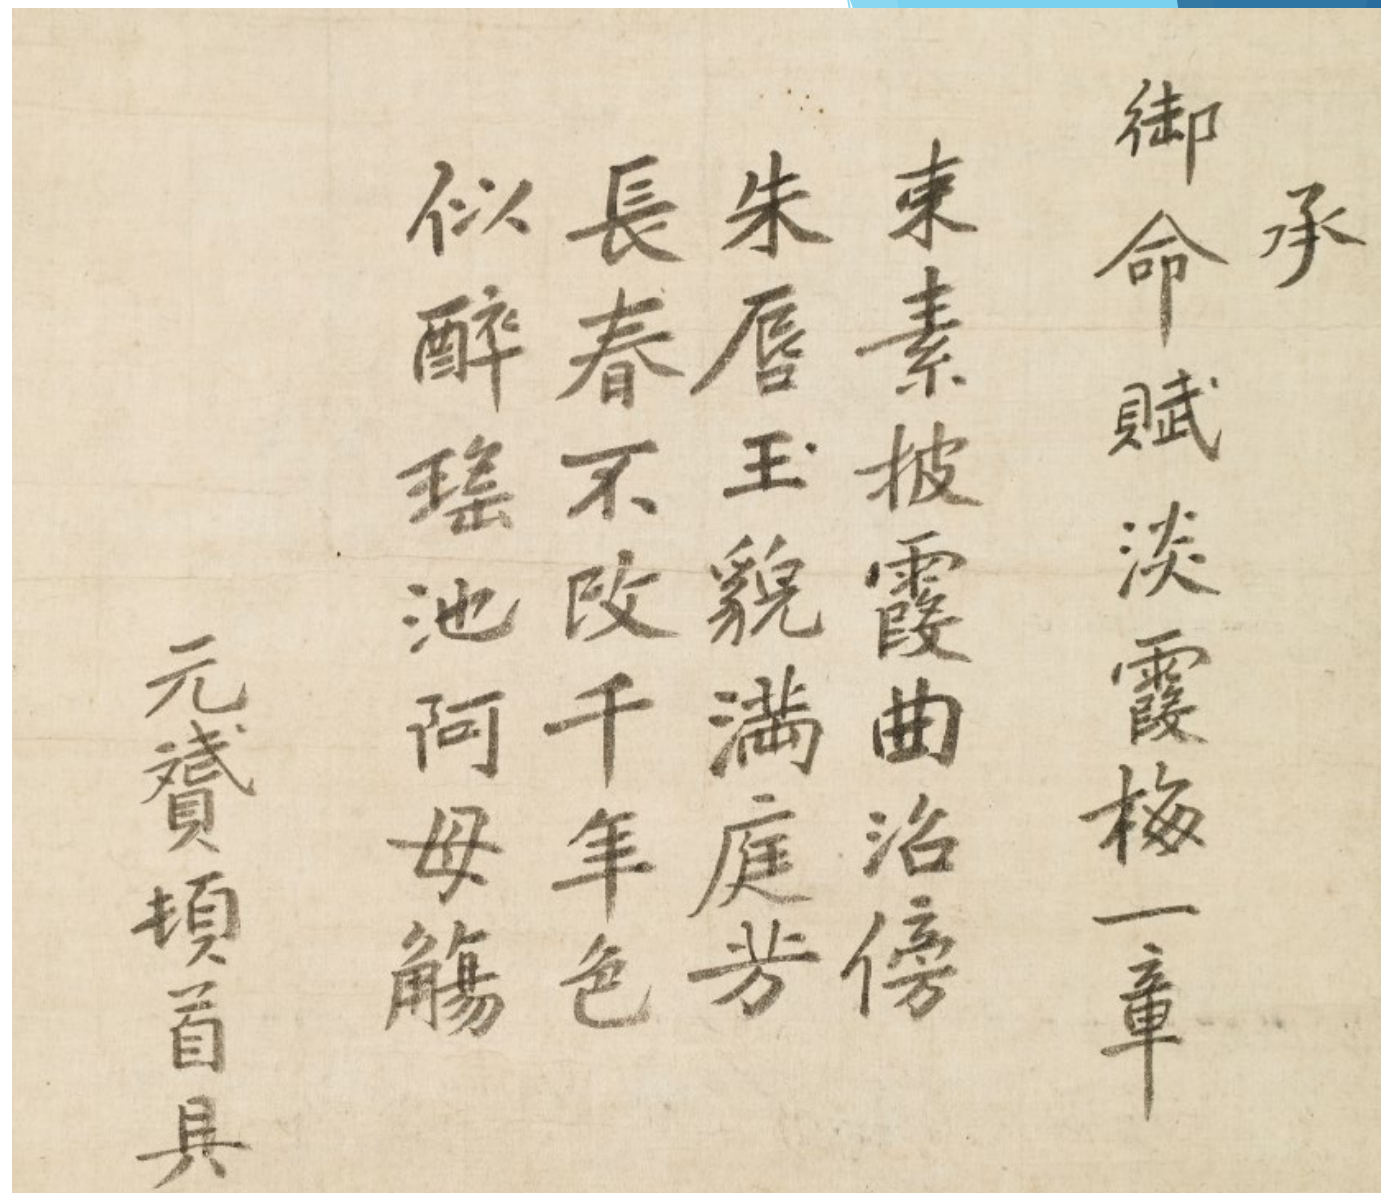 承
御命賦淡霞梅一章
束素披霞曲沼傍
朱唇玉貌満庭芳
長春不改千年色
似醉瑤池阿母觴
元贇頓首具